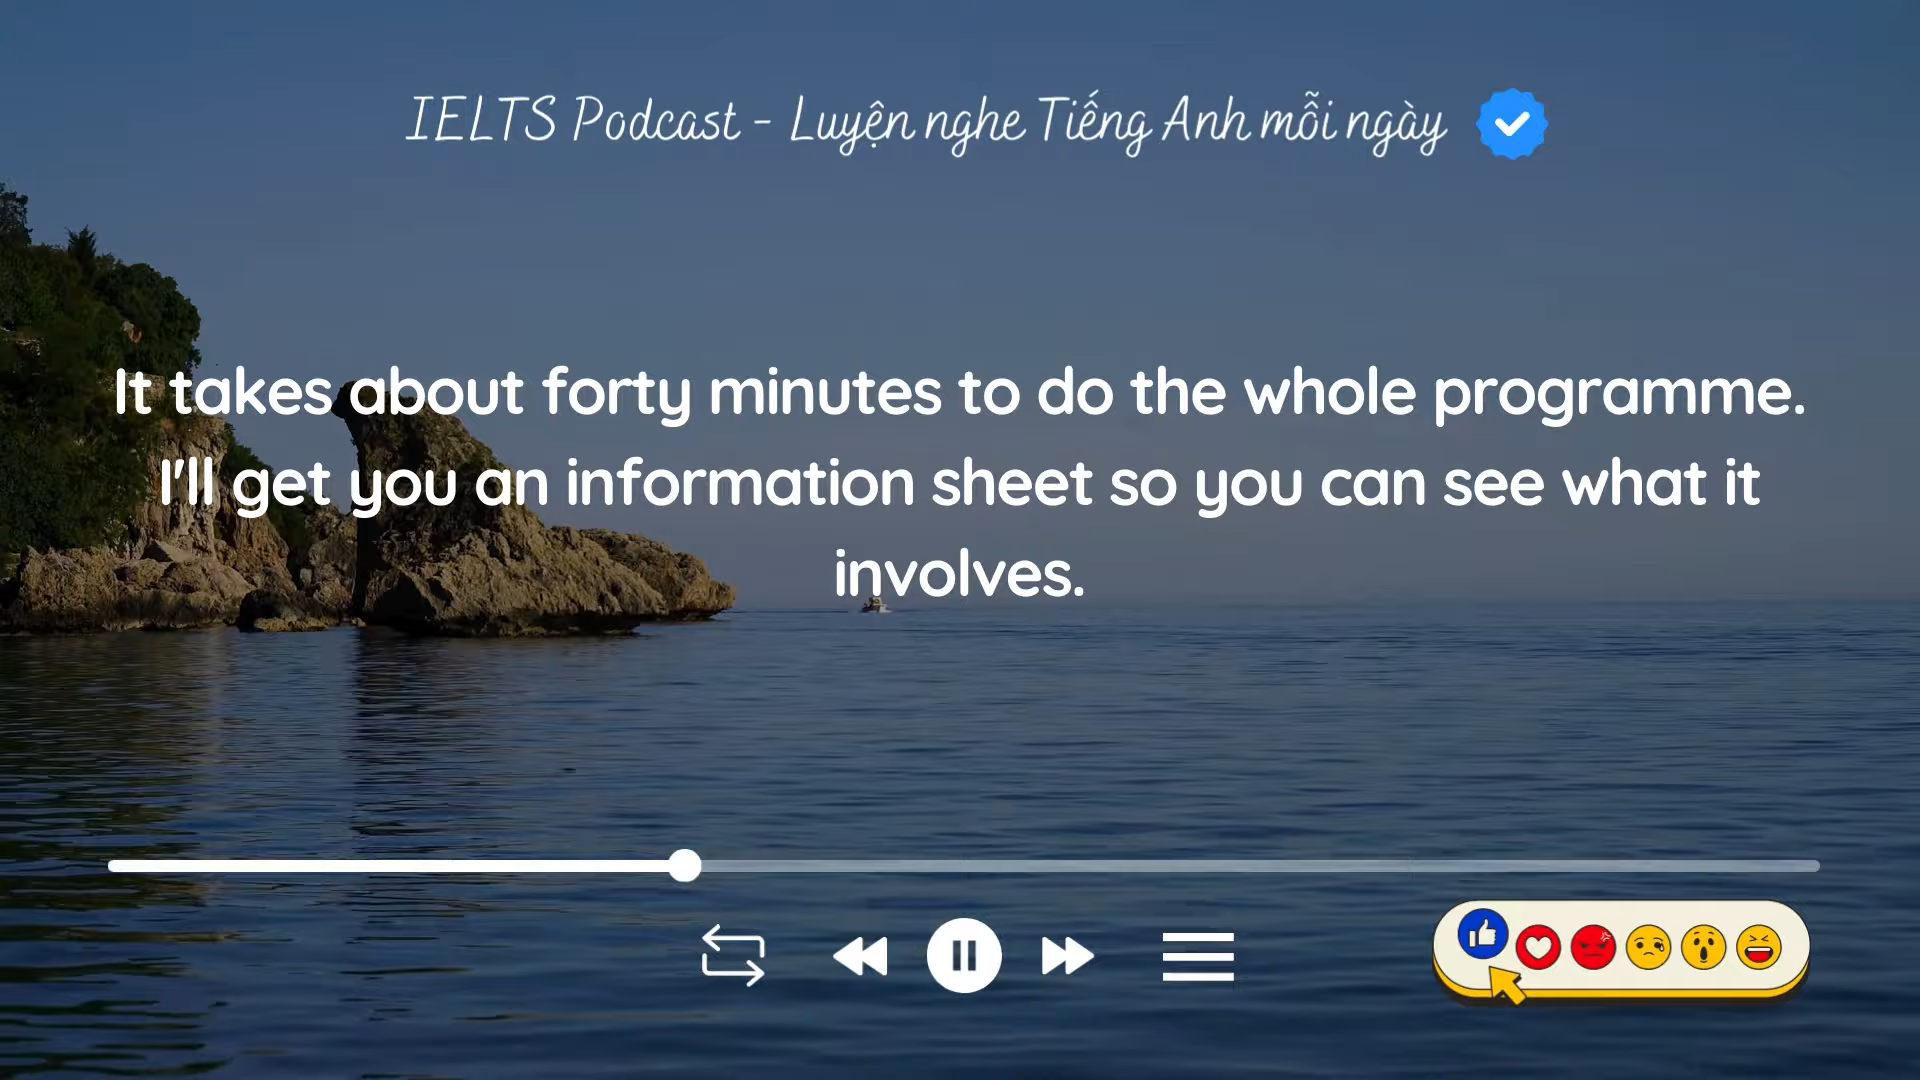 IELTS Podcast - Luyện nghe Tiếng Anh mỗi ngày
It takes about forty minutes to do the whole programme.
I'll get you an information sheet so you can see what it
involves.